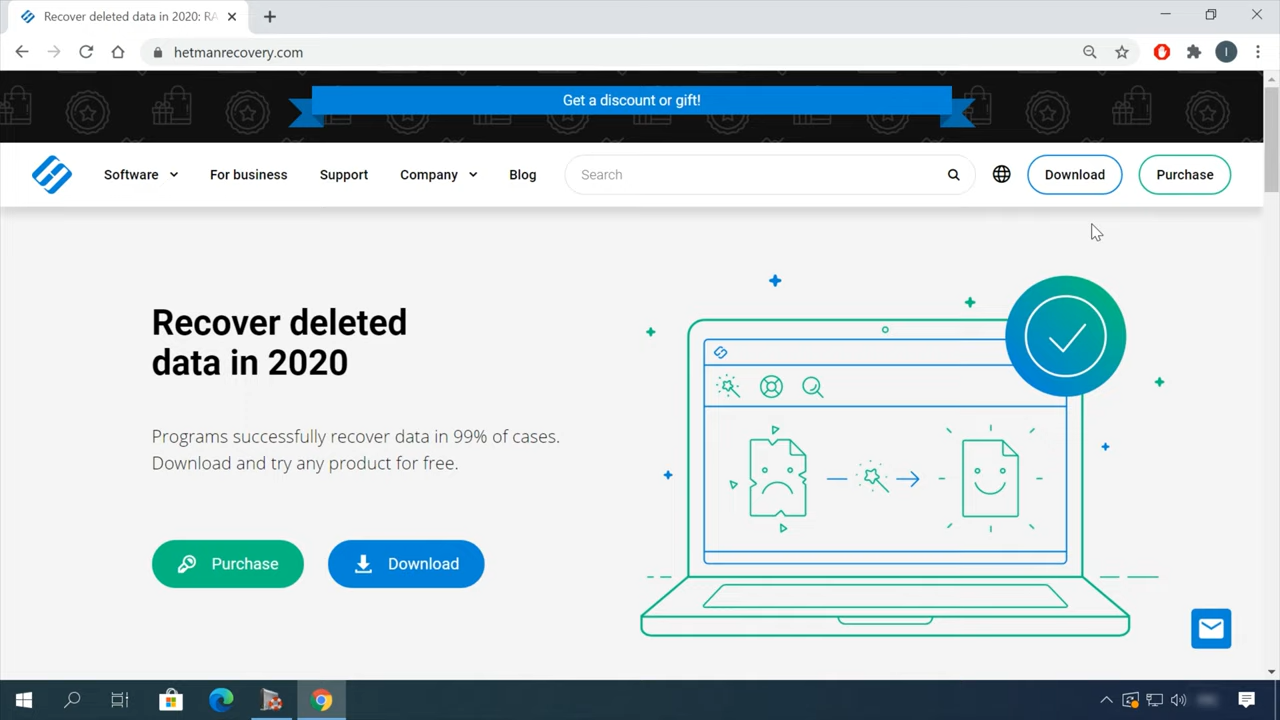 Recover deleted data in 2020: RA
hetmanrecovery.com
I
Get a discount or gift!
Software
For business
Support
Company
Blog
Search
Download
Purchase
Recover deleted
data in 2020
Programs successfully recover data in 99% of cases.
Download and try any product for free.
Purchase
Download